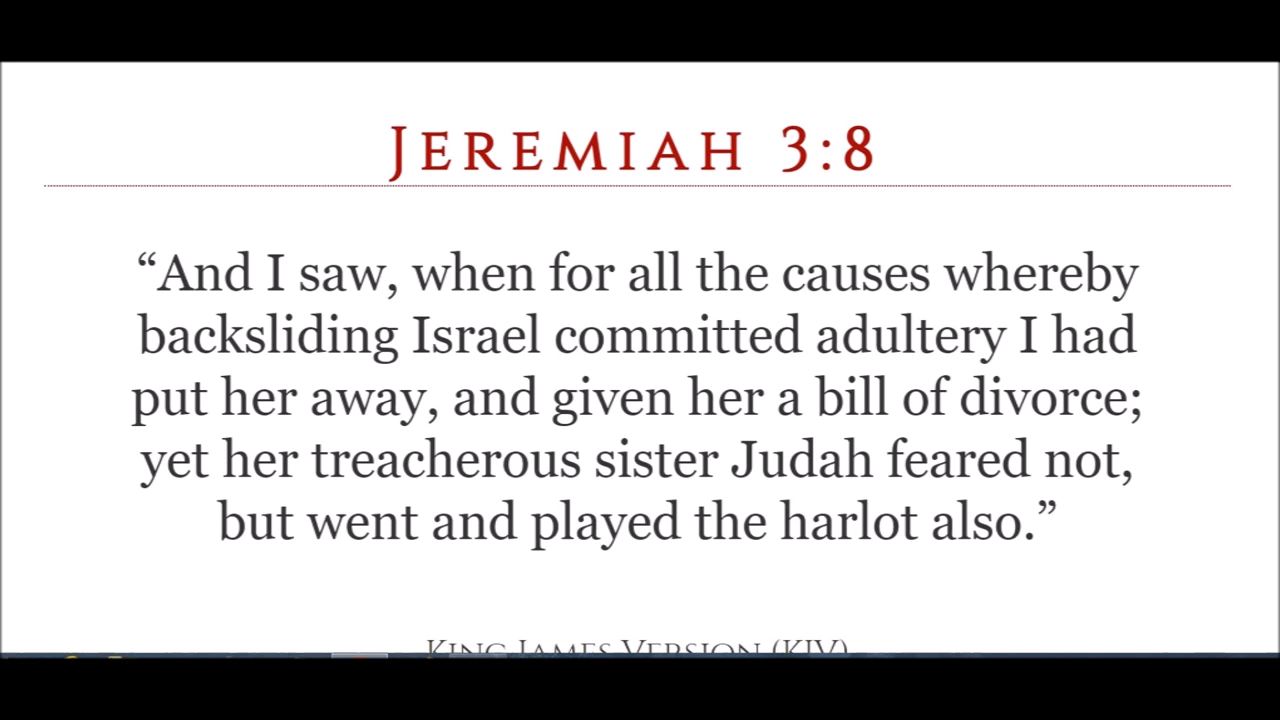 JEREMIAH 3:8
“And I saw, when for all the causes whereby
backsliding Israel committed adultery I had
put her away, and given her a bill of divorce;
yet her treacherous sister Judah feared not,
but went and played the harlot also.”
KING JAMES VERSION (KJV)